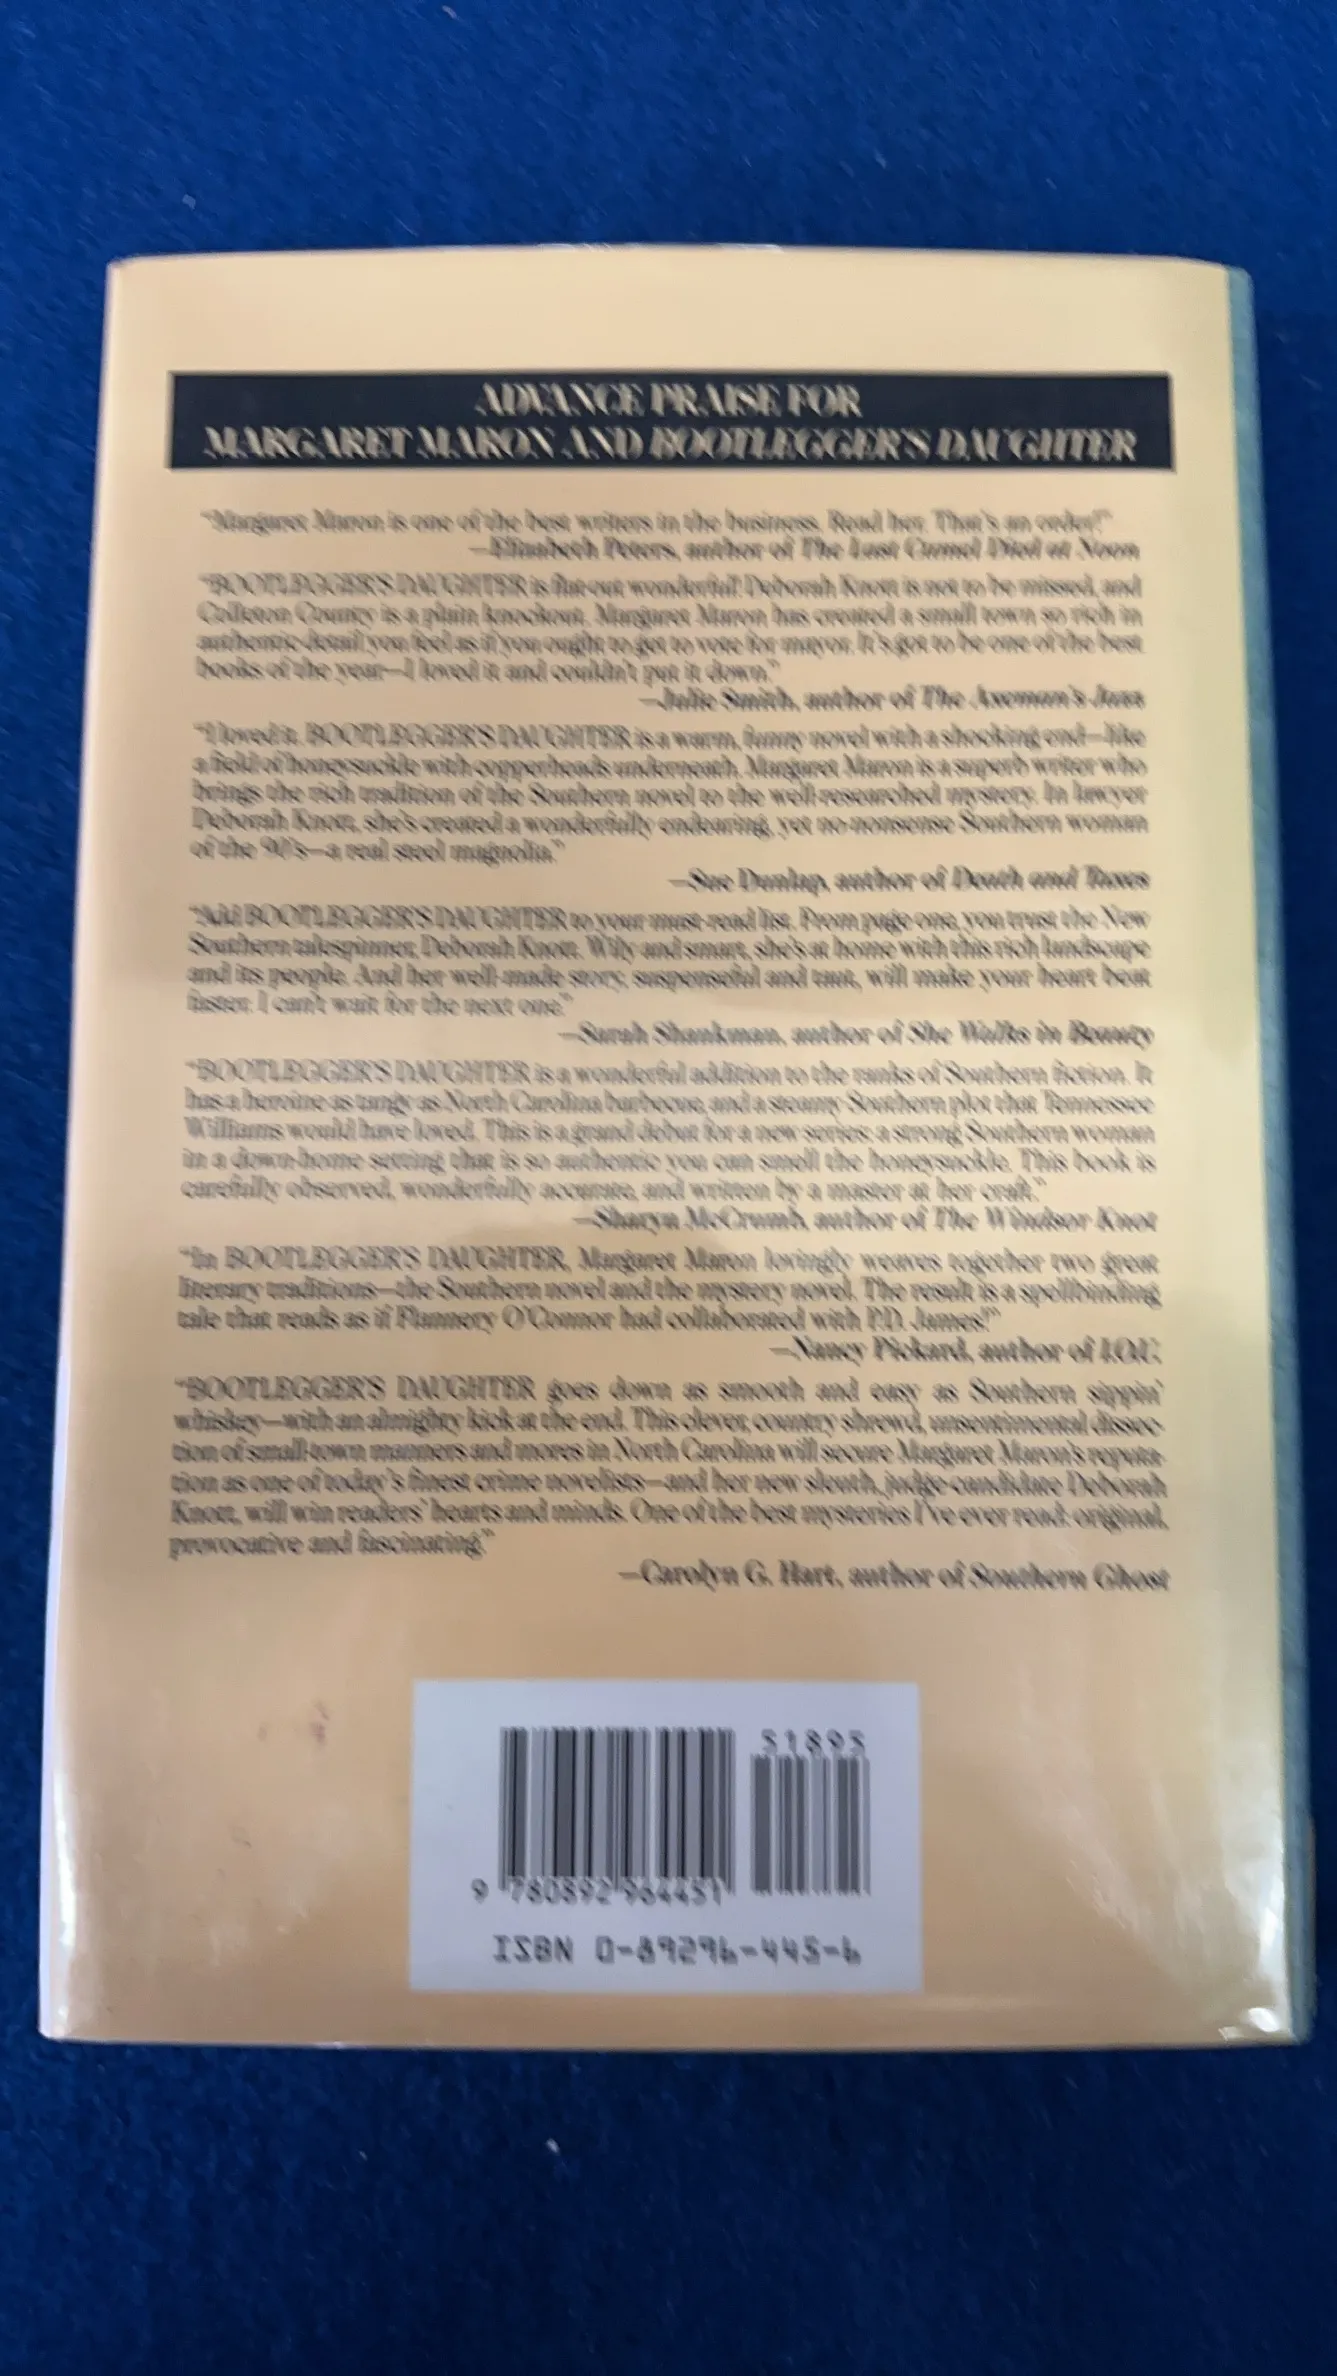 ADVANCE PRAISE FOR
MARGARET MARON AND BOOTLEGGER'S DAUGHTER
"Margaret Maron is one of the best writers in the business. Read her. That's an order!"
—Elizabeth Peters, author of The Last Camel Died at Noon
"BOOTLEGGER'S DAUGHTER is flat-out wonderful! Deborah Knott is not to be missed, and
Colleton County is a plain knockout. Margaret Maron has created a small town so rich in
authentic detail you feel as if you ought to get to vote for mayor. It's got to be one of the best
books of the year—I loved it and couldn't put it down."
—Julie Smith, author of The Axeman's Jazz
"I loved it. BOOTLEGGER'S DAUGHTER is a warm, funny novel with a shocking end—like
a field of honeysuckle with copperheads underneath. Margaret Maron is a superb writer who
brings the rich tradition of the Southern novel to the well-researched mystery. In lawyer
Deborah Knott, she's created a wonderfully endearing, yet no-nonsense Southern woman
of the 90's—a real steel magnolia."
—Sue Dunlap, author of Death and Taxes
"Add BOOTLEGGER'S DAUGHTER to your must-read list. From page one, you trust the New
Southern talespinner, Deborah Knott. Wily and smart, she's at home with this rich landscape
and its people. And her well-made story, suspenseful and taut, will make your heart beat
faster. I can't wait for the next one."
—Sarah Shankman, author of She Walks in Beauty
"BOOTLEGGER'S DAUGHTER is a wonderful addition to the ranks of Southern fiction. It
has a heroine as tangy as North Carolina barbecue, and a steamy Southern plot that Tennessee
Williams would have loved. This is a grand debut for a new series: a strong Southern woman
in a down-home setting that is so authentic you can smell the honeysuckle. This book is
carefully observed, wonderfully accurate, and written by a master at her craft."
—Sharyn McCrumb, author of The Windsor Knot
"In BOOTLEGGER'S DAUGHTER, Margaret Maron lovingly weaves together two great
literary traditions—the Southern novel and the mystery novel. The result is a spellbinding
tale that reads as if Flannery O'Connor had collaborated with P.D. James!"
—Nancy Pickard, author of I.O.U.
"BOOTLEGGER'S DAUGHTER goes down as smooth and easy as Southern sippin'
whiskey—with an almighty kick at the end. This clever, country shrewd, unsentimental dissec-
tion of small-town manners and mores in North Carolina will secure Margaret Maron's reputa-
tion as one of today's finest crime novelists—and her new sleuth, judge-candidate Deborah
Knott, will win readers' hearts and minds. One of the best mysteries I've ever read: original,
provocative and fascinating."
—Carolyn G. Hart, author of Southern Ghost
51895
9 780892 964451
ISBN 0-89296-445-6